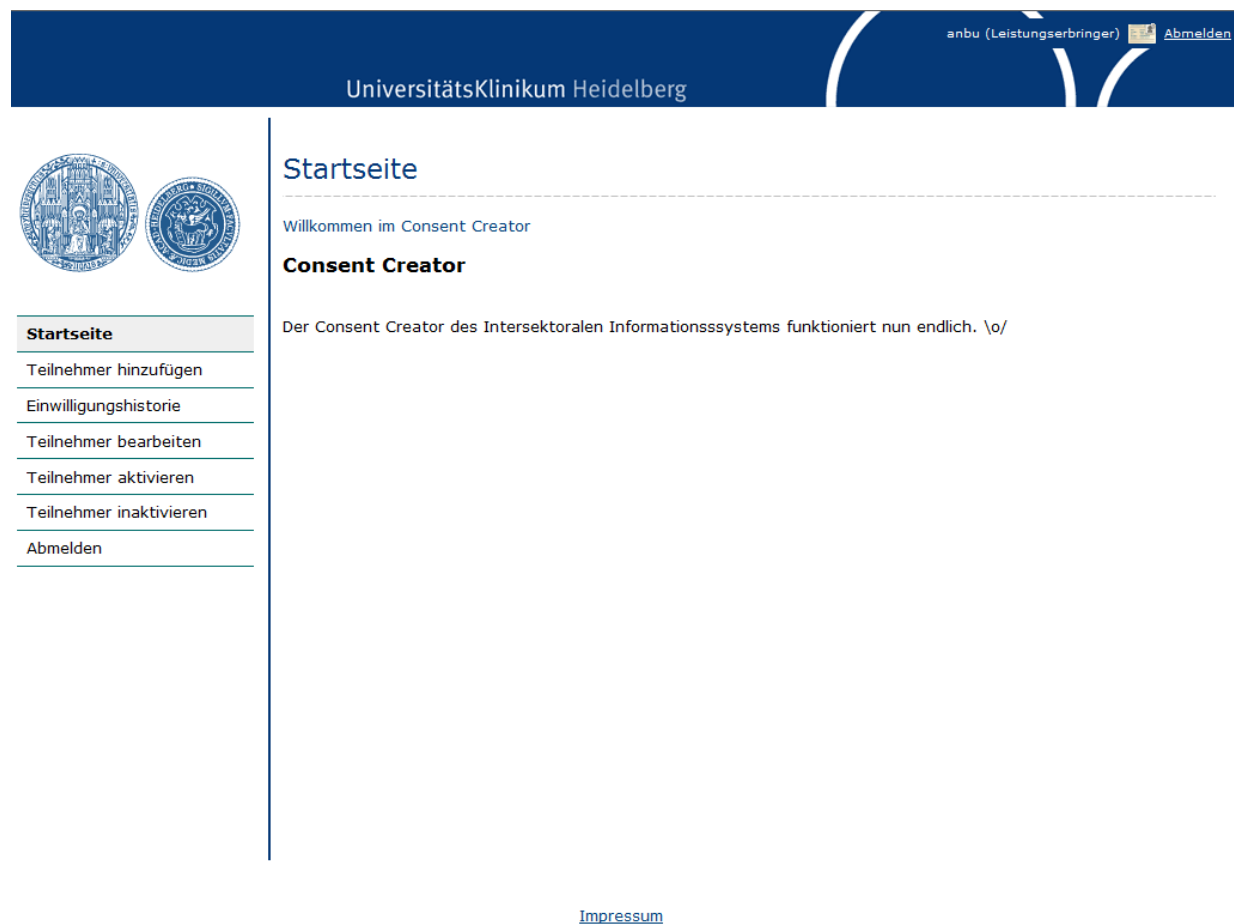 anbu (Leistungserbringer) Abmelden
UniversitätsKlinikum Heidelberg
Startseite
Willkommen im Consent Creator
Consent Creator
Der Consent Creator des Intersektoralen Informationsssystems funktioniert nun endlich. \o/
Startseite
Teilnehmer hinzufügen
Einwilligungshistorie
Teilnehmer bearbeiten
Teilnehmer aktivieren
Teilnehmer inaktivieren
Abmelden
Impressum